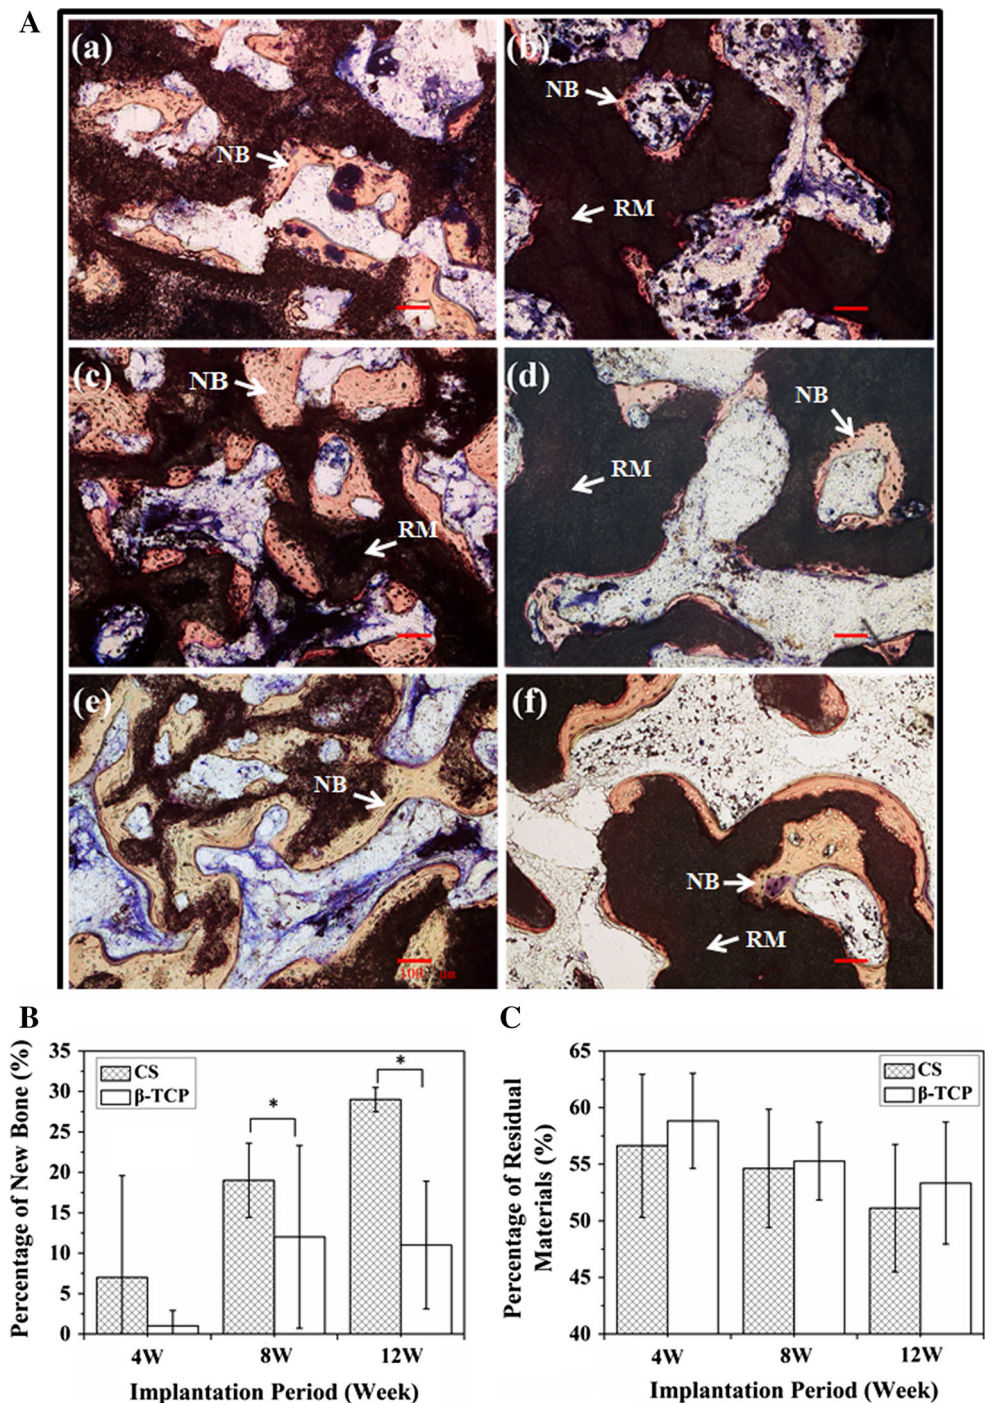 A
(a)
NB
(b)
NB
RM
(c)
NB
RM
(d)
NB
RM
(e)
NB
100 μm
(f)
NB
RM
B
Percentage of New Bone (%)
35
30
25
20
15
10
5
0
CS
β-TCP
*
*
4W
8W
12W
Implantation Period (Week)
C
Percentage of Residual
Materials (%)
65
60
55
50
45
40
CS
β-TCP
4W
8W
12W
Implantation Period (Week)